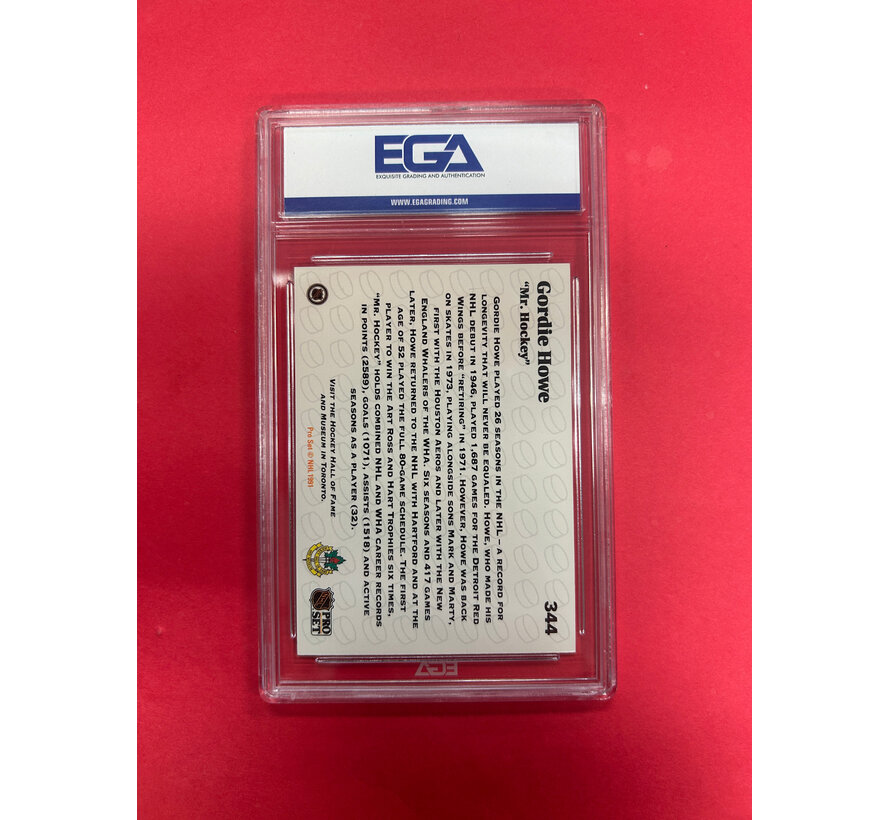 EGA
EXQUISITE GRADING AND AUTHENTICATION
WWW.EGAGRADING.COM
Gordie Howe
"Mr. Hockey"
344
GORDIE HOWE PLAYED 26 SEASONS IN THE NHL – A RECORD FOR
LONGEVITY THAT WILL NEVER BE EQUALED. HOWE, WHO MADE HIS
NHL DEBUT IN 1946, PLAYED 1,687 GAMES FOR THE DETROIT RED
WINGS BEFORE "RETIRING" IN 1971. HOWEVER, HOWE WAS BACK
ON SKATES IN 1973, PLAYING ALONGSIDE SONS MARK AND MARTY,
FIRST WITH THE HOUSTON AEROS AND LATER WITH THE NEW
ENGLAND WHALERS OF THE WHA. SIX SEASONS AND 417 GAMES
LATER, HOWE RETURNED TO THE NHL WITH HARTFORD AND AT THE
AGE OF 52 PLAYED THE FULL 80-GAME SCHEDULE. THE FIRST
PLAYER TO WIN THE ART ROSS AND HART TROPHIES SIX TIMES,
"MR. HOCKEY" HOLDS COMBINED NHL AND WHA CAREER RECORDS
IN POINTS (2589), GOALS (1071), ASSISTS (1518) AND ACTIVE
SEASONS AS A PLAYER (32).
VISIT THE HOCKEY HALL OF FAME
AND MUSEUM IN TORONTO.
Pro Set © NHL 1991
NHL
PRO
SET
EGA